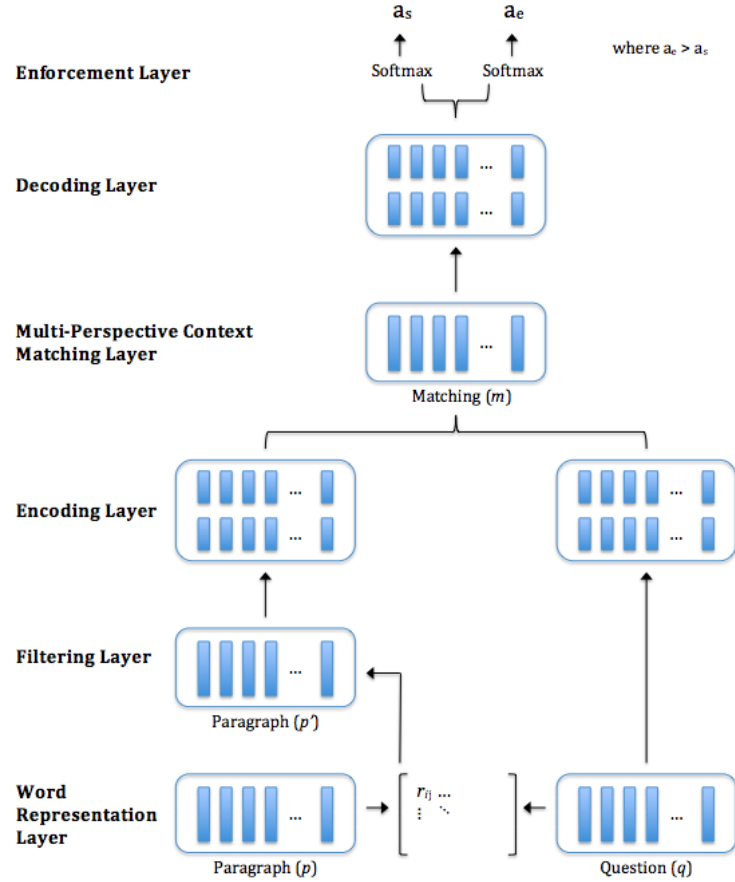 aₛ
aₑ
where aₑ > aₛ
Enforcement Layer
Softmax
Softmax
Decoding Layer
...
...
Multi-Perspective Context
Matching Layer
...
Matching (m)
Encoding Layer
...
...
...
...
Filtering Layer
...
Paragraph (p')
Word
Representation
Layer
...
rᵢⱼ ...
⋮ ⋱
...
Paragraph (p)
Question (q)